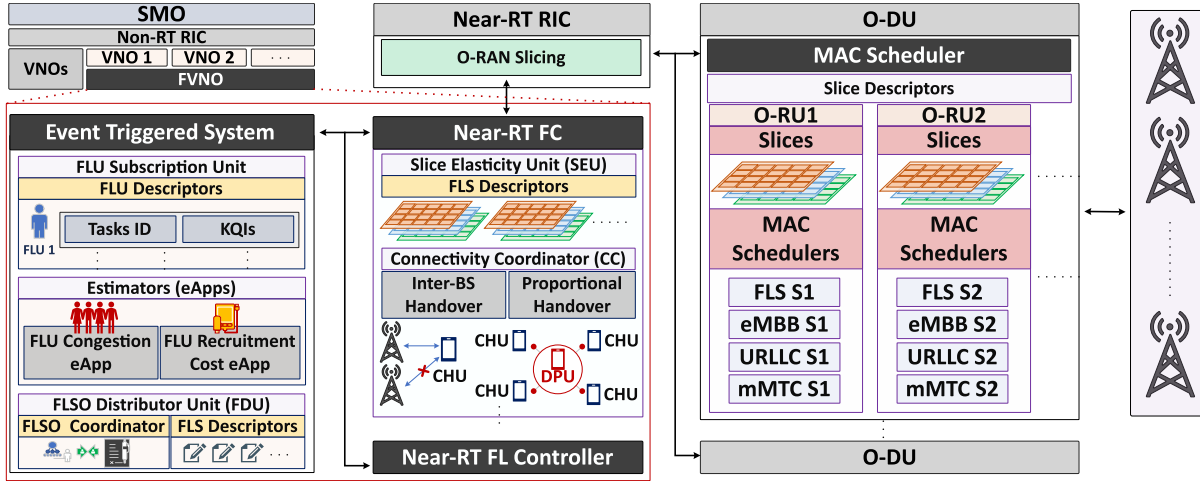 SMO
Non-RT RIC
VNOs
VNO 1
VNO 2
. . .
FVNO
Near-RT RIC
O-RAN Slicing
O-DU
MAC Scheduler
Slice Descriptors
O-RU1
Slices
MAC
Schedulers
FLS S1
eMBB S1
URLLC S1
mMTC S1
O-RU2
Slices
MAC
Schedulers
FLS S2
eMBB S2
URLLC S2
mMTC S2
O-DU
Event Triggered System
FLU Subscription Unit
FLU Descriptors
FLU 1
Tasks ID
KQIs
Estimators (eApps)
FLU Congestion
eApp
FLU Recruitment
Cost eApp
FLSO Distributor Unit (FDU)
FLSO Coordinator
FLS Descriptors
Near-RT FC
Slice Elasticity Unit (SEU)
FLS Descriptors
Connectivity Coordinator (CC)
Inter-BS
Handover
Proportional
Handover
CHU
CHU
CHU
DPU
CHU
CHU
Near-RT FL Controller